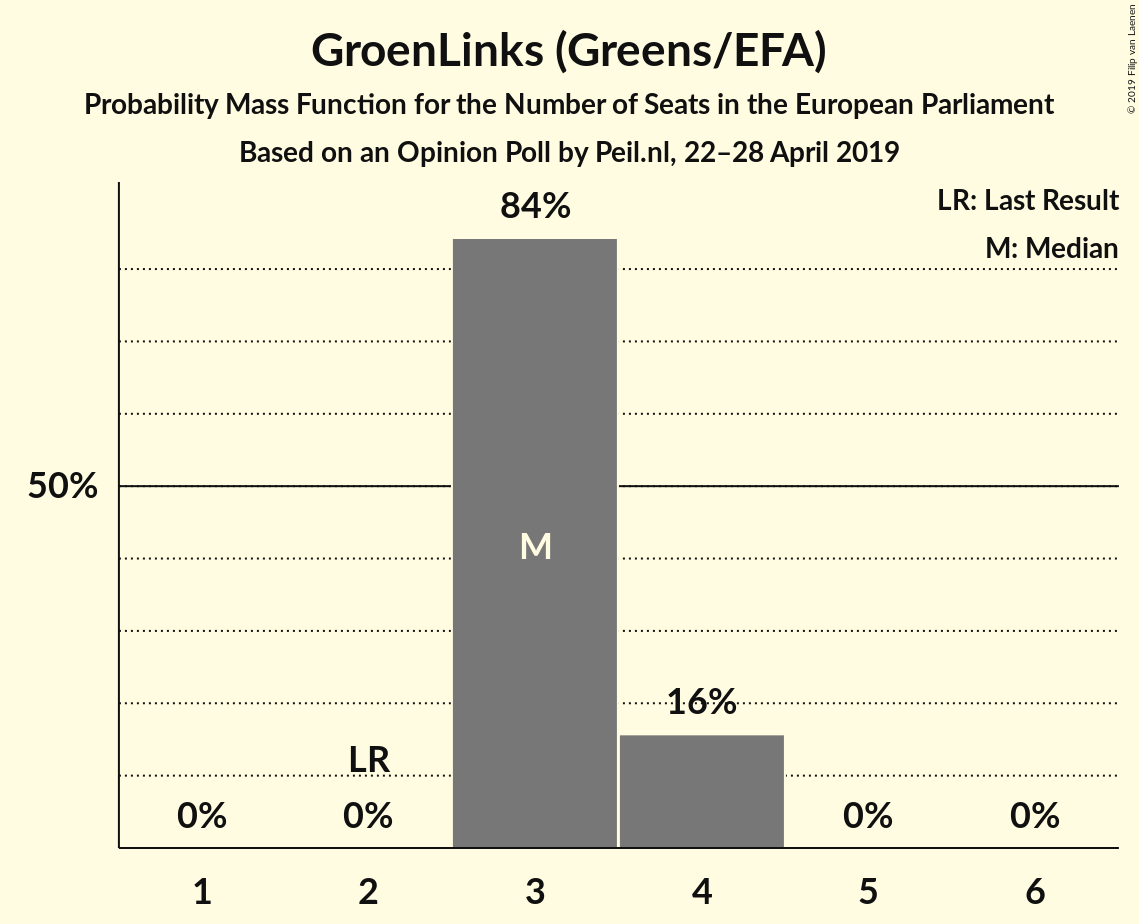 GroenLinks (Greens/EFA)
Probability Mass Function for the Number of Seats in the European Parliament
Based on an Opinion Poll by Peil.nl, 22–28 April 2019
© 2019 Filip van Laenen
LR: Last Result
M: Median
84%
50%
M
16%
LR
0%
0%
0%
0%
1
2
3
4
5
6